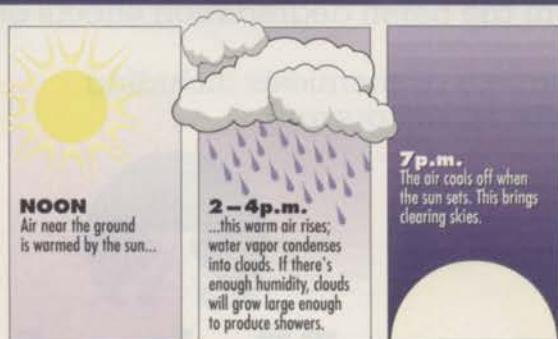 NOON
Air near the ground
is warmed by the sun...
2–4p.m.
...this warm air rises;
water vapor condenses
into clouds. If there's
enough humidity, clouds
will grow large enough
to produce showers.
7p.m.
The air cools off when
the sun sets. This brings
clearing skies.